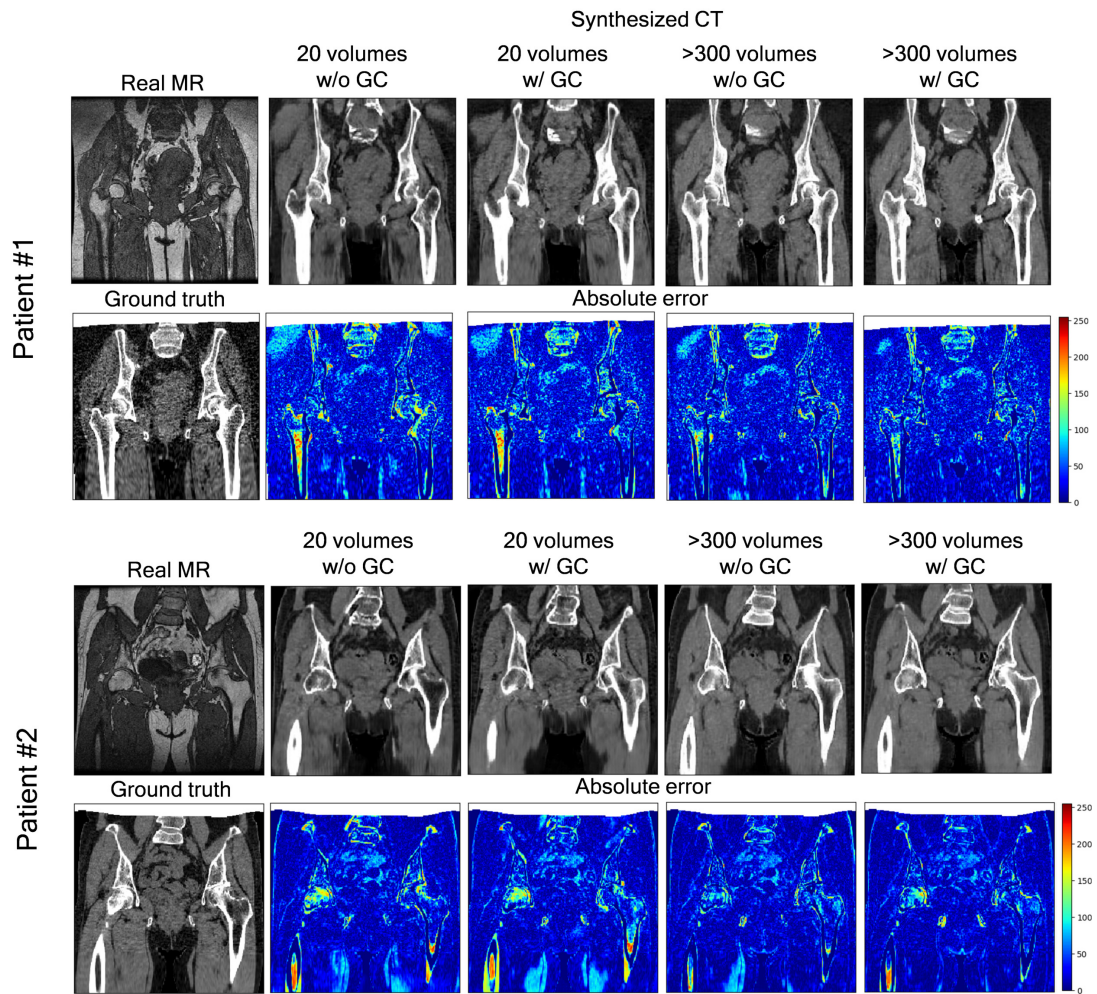 Synthesized CT
20 volumes 20 volumes >300 volumes >300 volumes
Real MR w/o GC w/ GC w/o GC w/ GC
Patient #1
Ground truth Absolute error
250
200
150
100
50
0
20 volumes 20 volumes >300 volumes >300 volumes
Real MR w/o GC w/ GC w/o GC w/ GC
Patient #2
Ground truth Absolute error
250
200
150
100
50
0